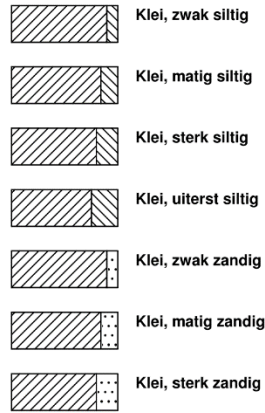 Klei, zwak siltig
Klei, matig siltig
Klei, sterk siltig
Klei, uiterst siltig
Klei, zwak zandig
Klei, matig zandig
Klei, sterk zandig